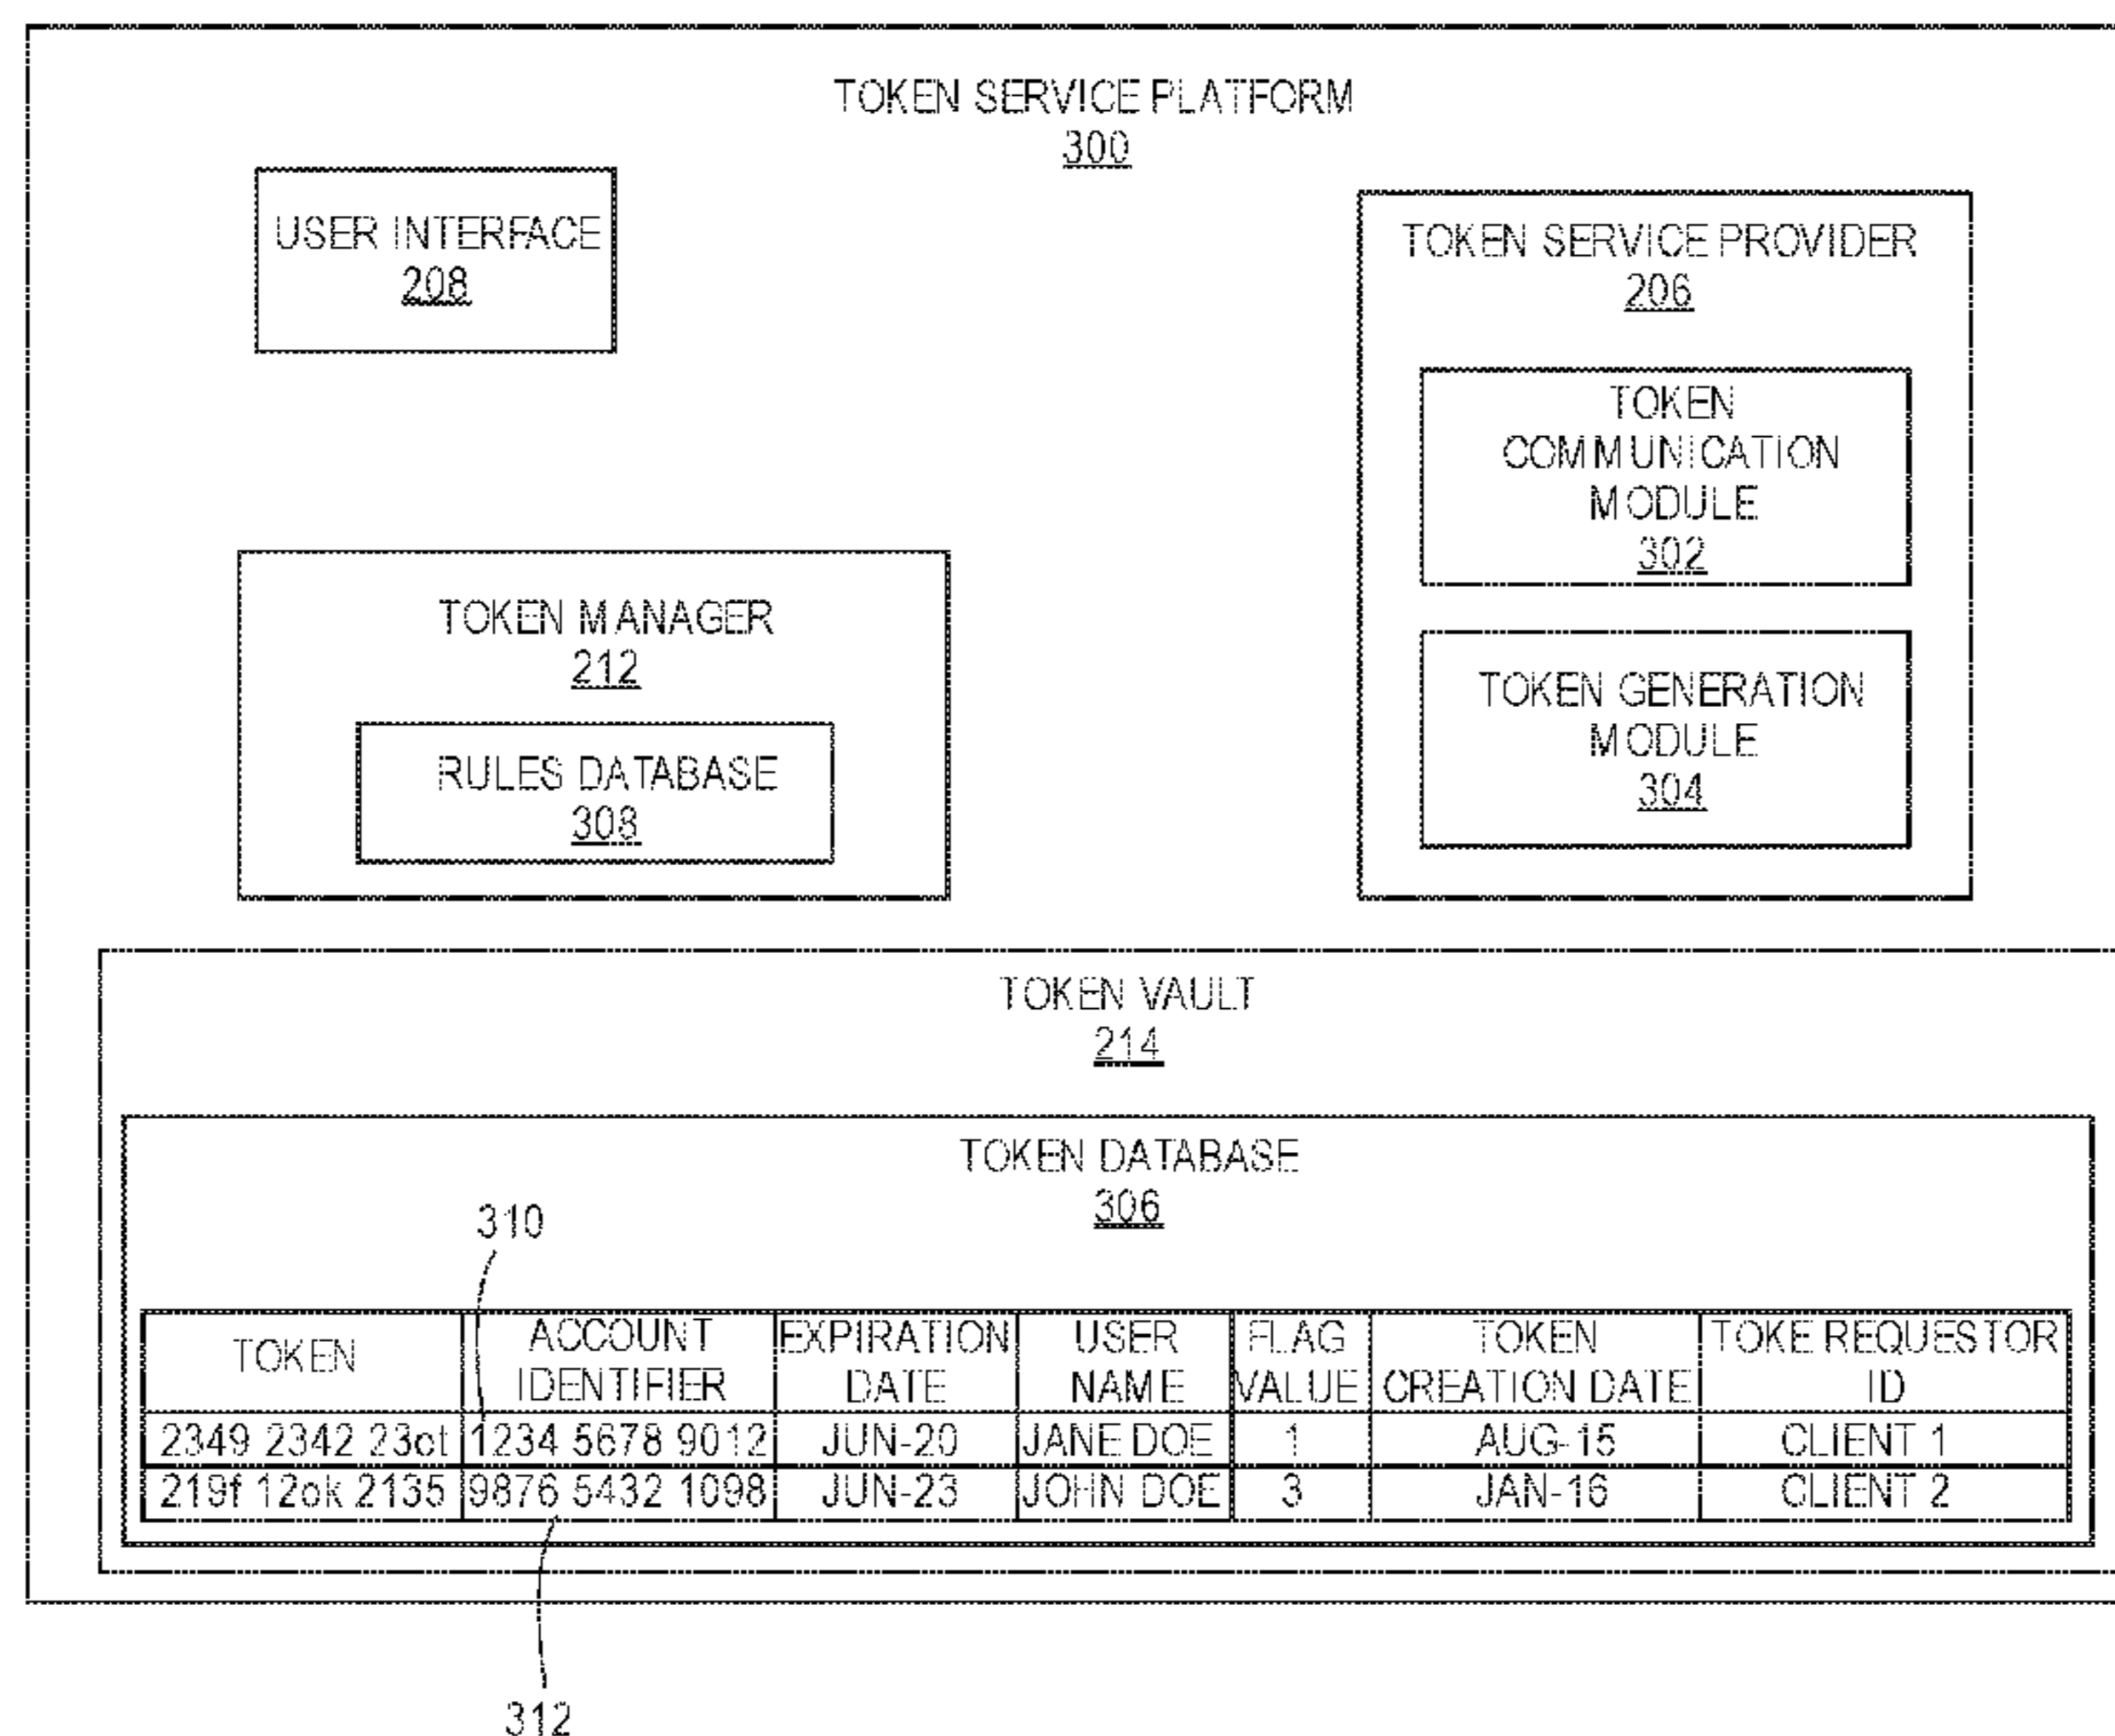 TOKEN SERVICE PLATFORM
300
USER INTERFACE
208
TOKEN SERVICE PROVIDER
206
TOKEN
COMMUNICATION
MODULE
302
TOKEN GENERATION
MODULE
304
TOKEN MANAGER
212
RULES DATABASE
308
TOKEN VAULT
214
TOKEN DATABASE
306
310
TOKEN ACCOUNT IDENTIFIER EXPIRATION DATE USER NAME FLAG VALUE TOKEN CREATION DATE TOKE REQUESTOR ID
2349 2342 23ot 1234 5678 9012 JUN-20 JANE DOE 1 AUG-15 CLIENT 1
219f 12ok 2135 9876 5432 1098 JUN-23 JOHN DOE 3 JAN-16 CLIENT 2
312